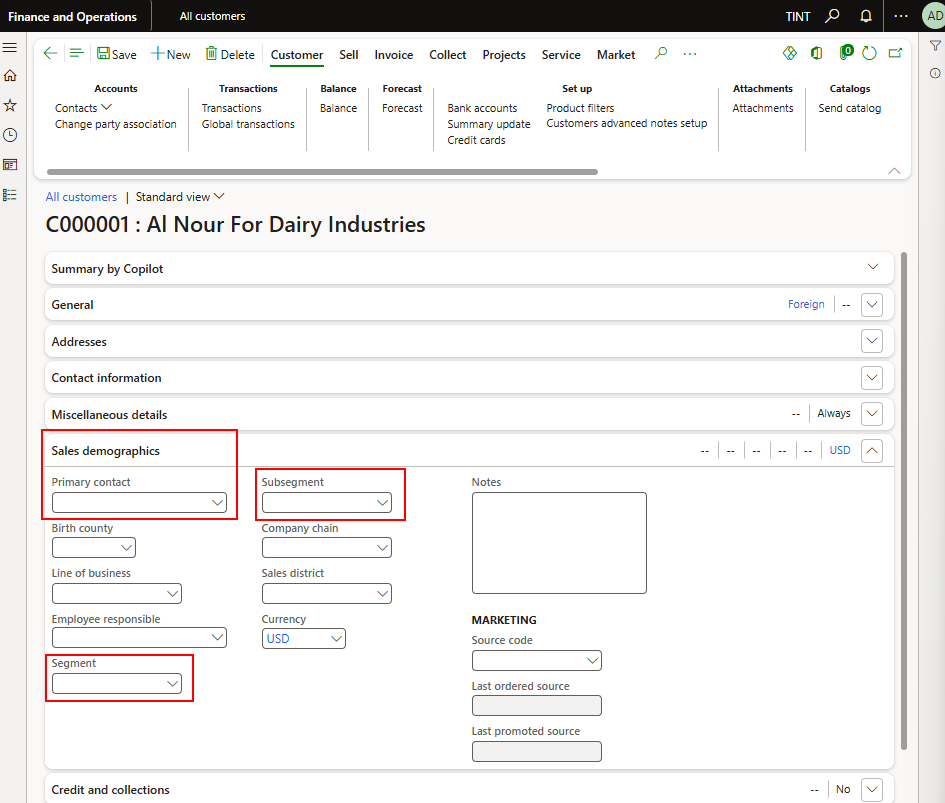 Finance and Operations
All customers
TINT
AD
Save
New
Delete
Customer
Sell
Invoice
Collect
Projects
Service
Market
0
Accounts
Contacts
Change party association
Transactions
Transactions
Global transactions
Balance
Balance
Forecast
Forecast
Set up
Bank accounts
Summary update
Credit cards
Product filters
Customers advanced notes setup
Attachments
Attachments
Catalogs
Send catalog
All customers | Standard view
C000001 : Al Nour For Dairy Industries
Summary by Copilot
General
Foreign
--
Addresses
Contact information
Miscellaneous details
--
Always
Sales demographics
--
--
--
--
--
USD
Primary contact
Birth county
Line of business
Employee responsible
Segment
Subsegment
Company chain
Sales district
Currency
USD
Notes
MARKETING
Source code
Last ordered source
Last promoted source
Credit and collections
--
No